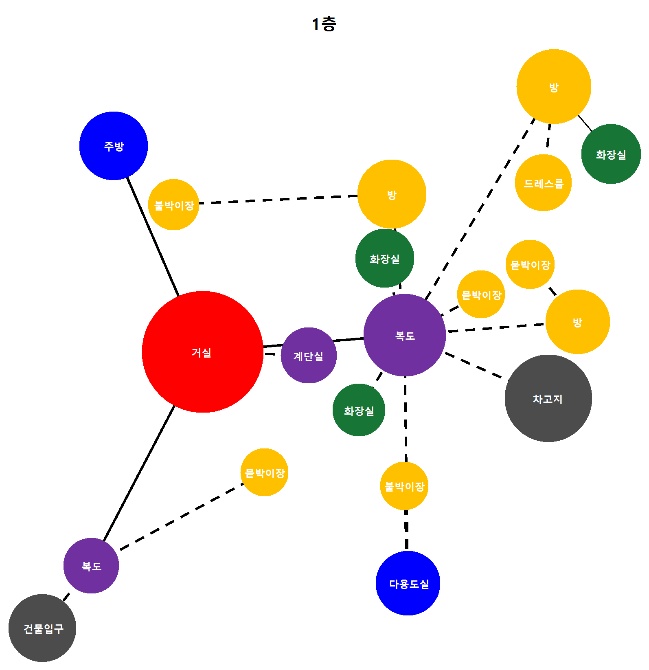 1층
방
주방
화장실
드레스룸
방
붙박이장
화장실
붙박이장
붙박이장
방
복도
거실
계단실
차고지
화장실
붙박이장
붙박이장
복도
다용도실
건물입구